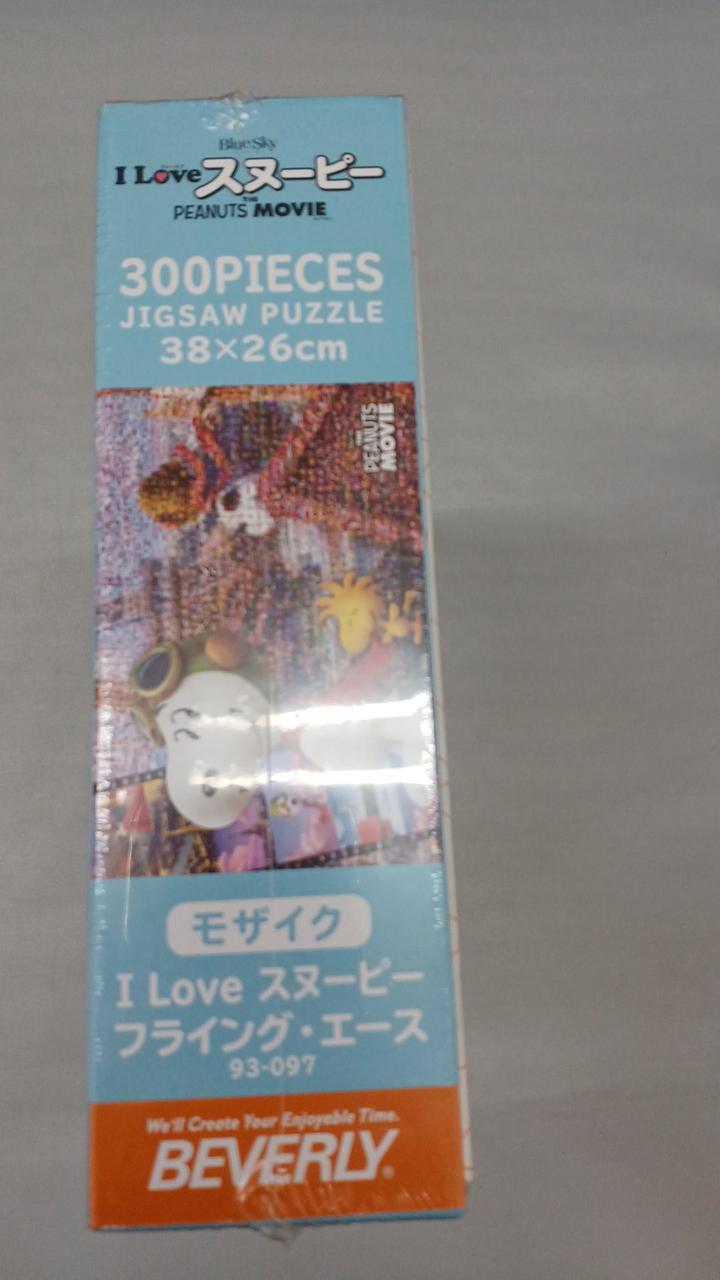 Blue Sky
I Love スヌーピー
THE
PEANUTS MOVIE
300PIECES
JIGSAW PUZZLE
38×26cm
THE
PEANUTS
MOVIE
モザイク
I Love スヌーピー
フライング・エース
93-097
We'll Create Your Enjoyable Time.
BEVERLY®